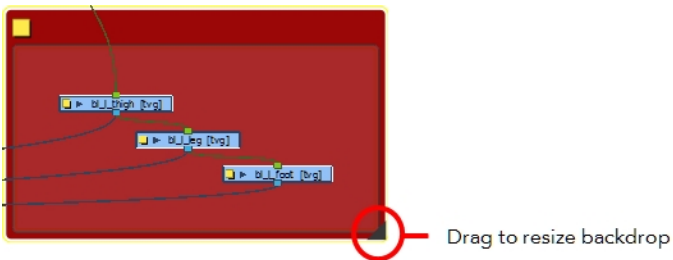 bl_l_thigh [tvg]
bl_l_leg [tvg]
bl_l_foot [tvg]
Drag to resize backdrop